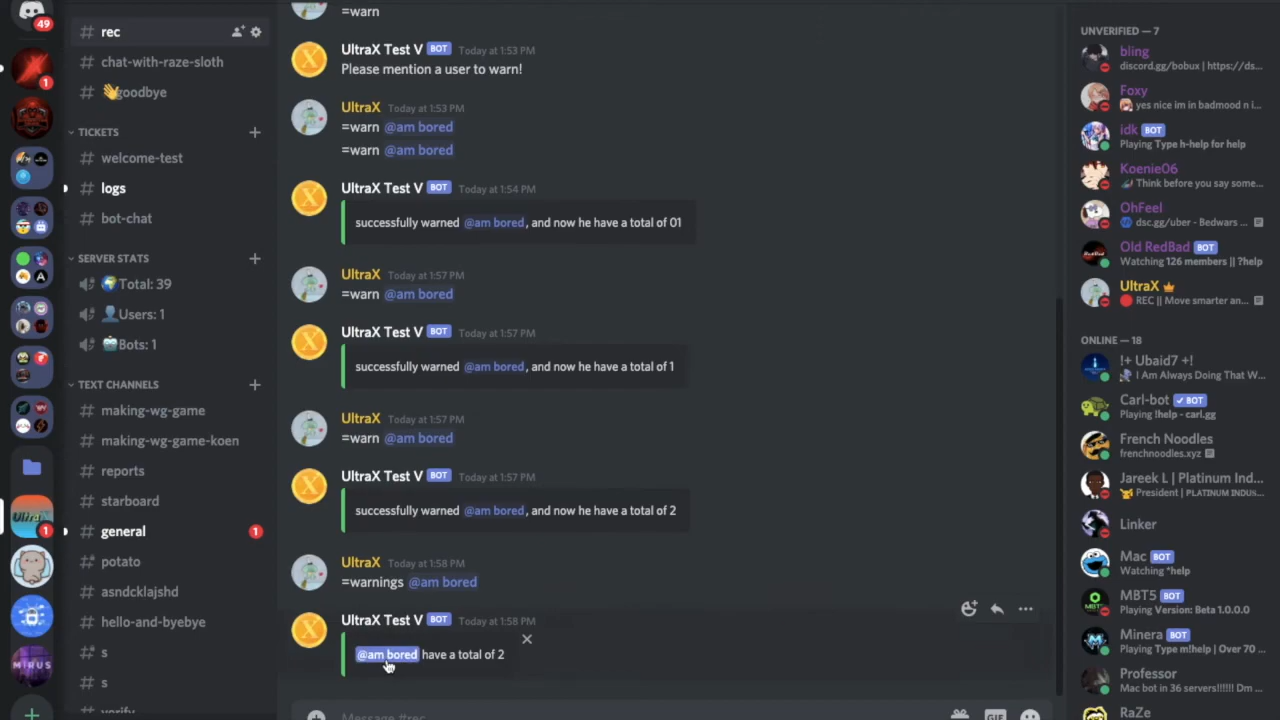 49
1
Ultra
1
MIRUS
rec
chat-with-raze-sloth
goodbye
TICKETS
welcome-test
logs
bot-chat
SERVER STATS
Total: 39
Users: 1
Bots: 1
TEXT CHANNELS
making-wg-game
making-wg-game-koen
reports
starboard
general 1
potato
asndcklajshd
hello-and-byebye
s
s
verify
=warn
UltraX Test V BOT Today at 1:53 PM
Please mention a user to warn!
UltraX Today at 1:53 PM
=warn @am bored
=warn @am bored
UltraX Test V BOT Today at 1:54 PM
successfully warned @am bored, and now he have a total of 01
UltraX Today at 1:57 PM
=warn @am bored
UltraX Test V BOT Today at 1:57 PM
successfully warned @am bored, and now he have a total of 1
UltraX Today at 1:57 PM
=warn @am bored
UltraX Test V BOT Today at 1:57 PM
successfully warned @am bored, and now he have a total of 2
UltraX Today at 1:58 PM
=warnings @am bored
UltraX Test V BOT Today at 1:58 PM
@am bored have a total of 2
Message #rec
GIF
UNVERIFIED — 7
bling
discord.gg/bobux | https://ds...
Foxy
yes nice im in badmood n i...
idk BOT
Playing Type h-help for help
Koenie06
Think before you say some...
OhFeel
dsc.gg/uber - Bedwars ...
Old RedBad BOT
Watching 126 members || ?help
UltraX
REC || Move smarter an...
ONLINE — 18
!+ Ubaid7 +!
I Am Always Doing That W...
Carl-bot ✓ BOT
Playing !help - carl.gg
French Noodles
frenchnoodles.xyz
Jareek L | Platinum Ind...
President | PLATINUM INDUS...
Linker
Mac BOT
Watching *help
MBT5 BOT
Playing Version: Beta 1.0.0.0
Minera BOT
Playing Type m!help | Over 70 ...
Professor
Mac bot in 36 servers!!!!!! Dm ...
RaZe